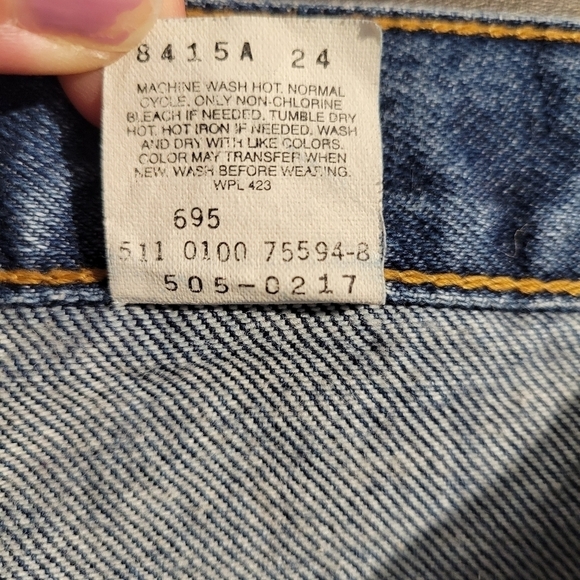 8415A 24
MACHINE WASH HOT. NORMAL
CYCLE. ONLY NON-CHLORINE
BLEACH IF NEEDED. TUMBLE DRY
HOT. HOT IRON IF NEEDED. WASH
AND DRY WITH LIKE COLORS.
COLOR MAY TRANSFER WHEN
NEW. WASH BEFORE WEARING.
WPL 423
695
511 0100 75594-8
505-0217